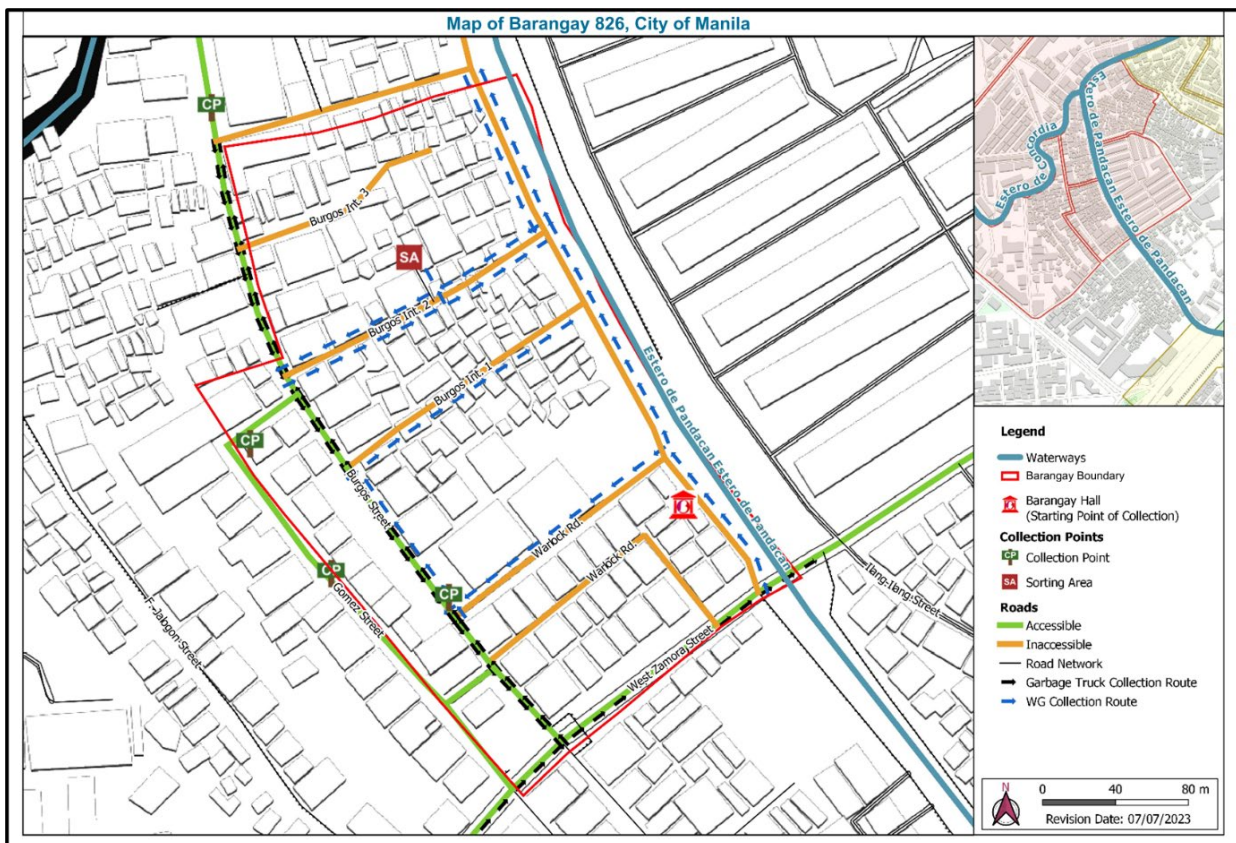 Map of Barangay 826, City of Manila
CP
Burgos Int. 3
SA
Burgos Int. 2
Burgos Int. 1
CP
Burgos Street
Estero de Pandacan Estero de Pandacan
Warlock Rd.
Warlock Rd.
CP
CP
Gomez Street
F. Jalogon Street
West Zamora Street
Ilang-Ilang Street
Estero de Concordia
Estero de Pandacan Estero de Pandacan
Legend
Waterways
Barangay Boundary
Barangay Hall
(Starting Point of Collection)
Collection Points
CP Collection Point
SA Sorting Area
Roads
Accessible
Inaccessible
Road Network
Garbage Truck Collection Route
WG Collection Route
N
0 40 80 m
Revision Date: 07/07/2023